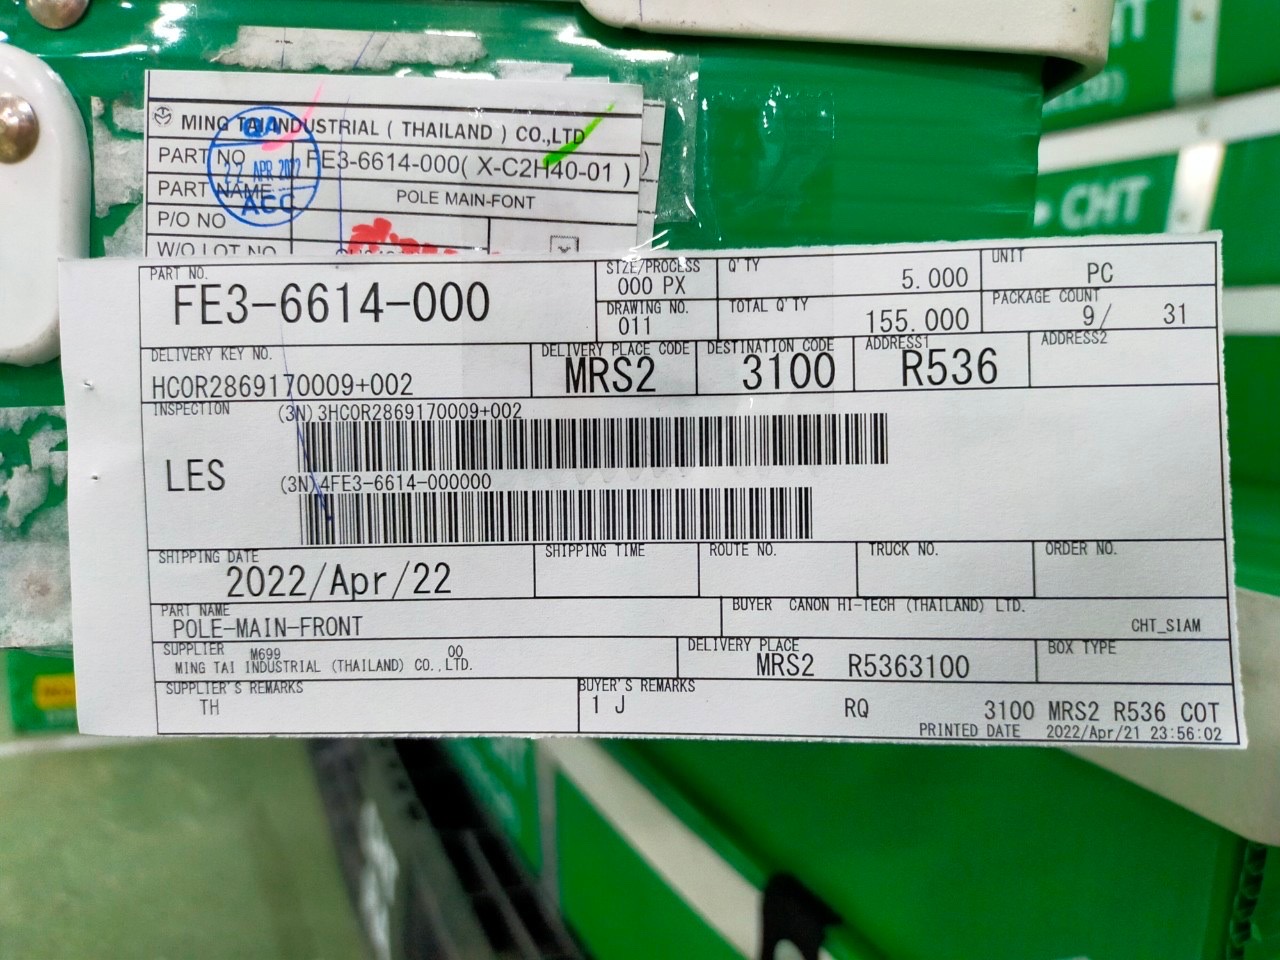 MING TAI INDUSTRIAL ( THAILAND ) CO.,LTD
PART NO FE3-6614-000( X-C2H40-01 )
PART NAME POLE MAIN-FONT
P/O NO
W/O LOT NO
QA
22 APR 2022
ACC
CHT
CHT
PART NO.
FE3-6614-000
SIZE/PROCESS
000 PX
DRAWING NO.
011
Q'TY
5.000
UNIT
PC
TOTAL Q'TY
155.000
PACKAGE COUNT
9/ 31
DELIVERY KEY NO.
HCOR2869170009+002
DELIVERY PLACE CODE
MRS2
DESTINATION CODE
3100
ADDRESS1
R536
ADDRESS2
INSPECTION
LES
(3N)3HCOR2869170009+002
(3N)4FE3-6614-000000
SHIPPING DATE
2022/Apr/22
SHIPPING TIME
ROUTE NO.
TRUCK NO.
ORDER NO.
PART NAME
POLE-MAIN-FRONT
BUYER CANON HI-TECH (THAILAND) LTD.
CHT_SIAM
SUPPLIER M699 00
MING TAI INDUSTRIAL (THAILAND) CO.,LTD.
DELIVERY PLACE
MRS2 R5363100
BOX TYPE
SUPPLIER'S REMARKS
TH
BUYER'S REMARKS
1 J RQ 3100 MRS2 R536 COT
PRINTED DATE 2022/Apr/21 23:56:02